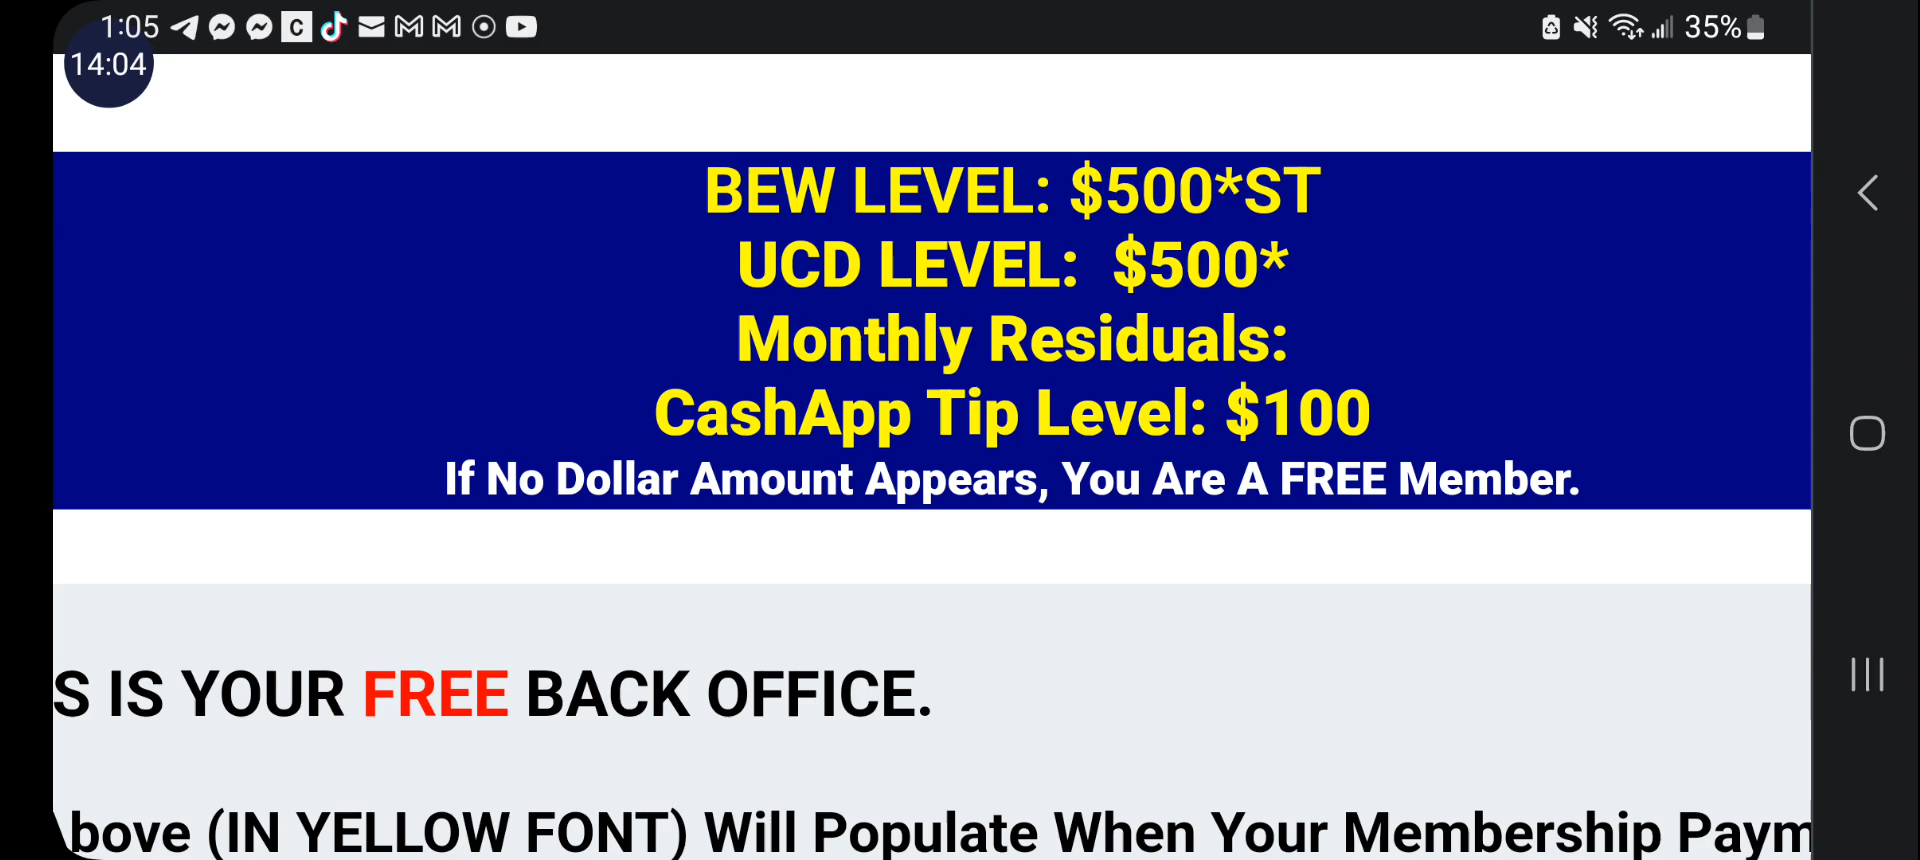 1:05
35%
14:04
BEW LEVEL: $500*ST
UCD LEVEL: $500*
Monthly Residuals:
CashApp Tip Level: $100
If No Dollar Amount Appears, You Are A FREE Member.
S IS YOUR FREE BACK OFFICE.
bove (IN YELLOW FONT) Will Populate When Your Membership Paym